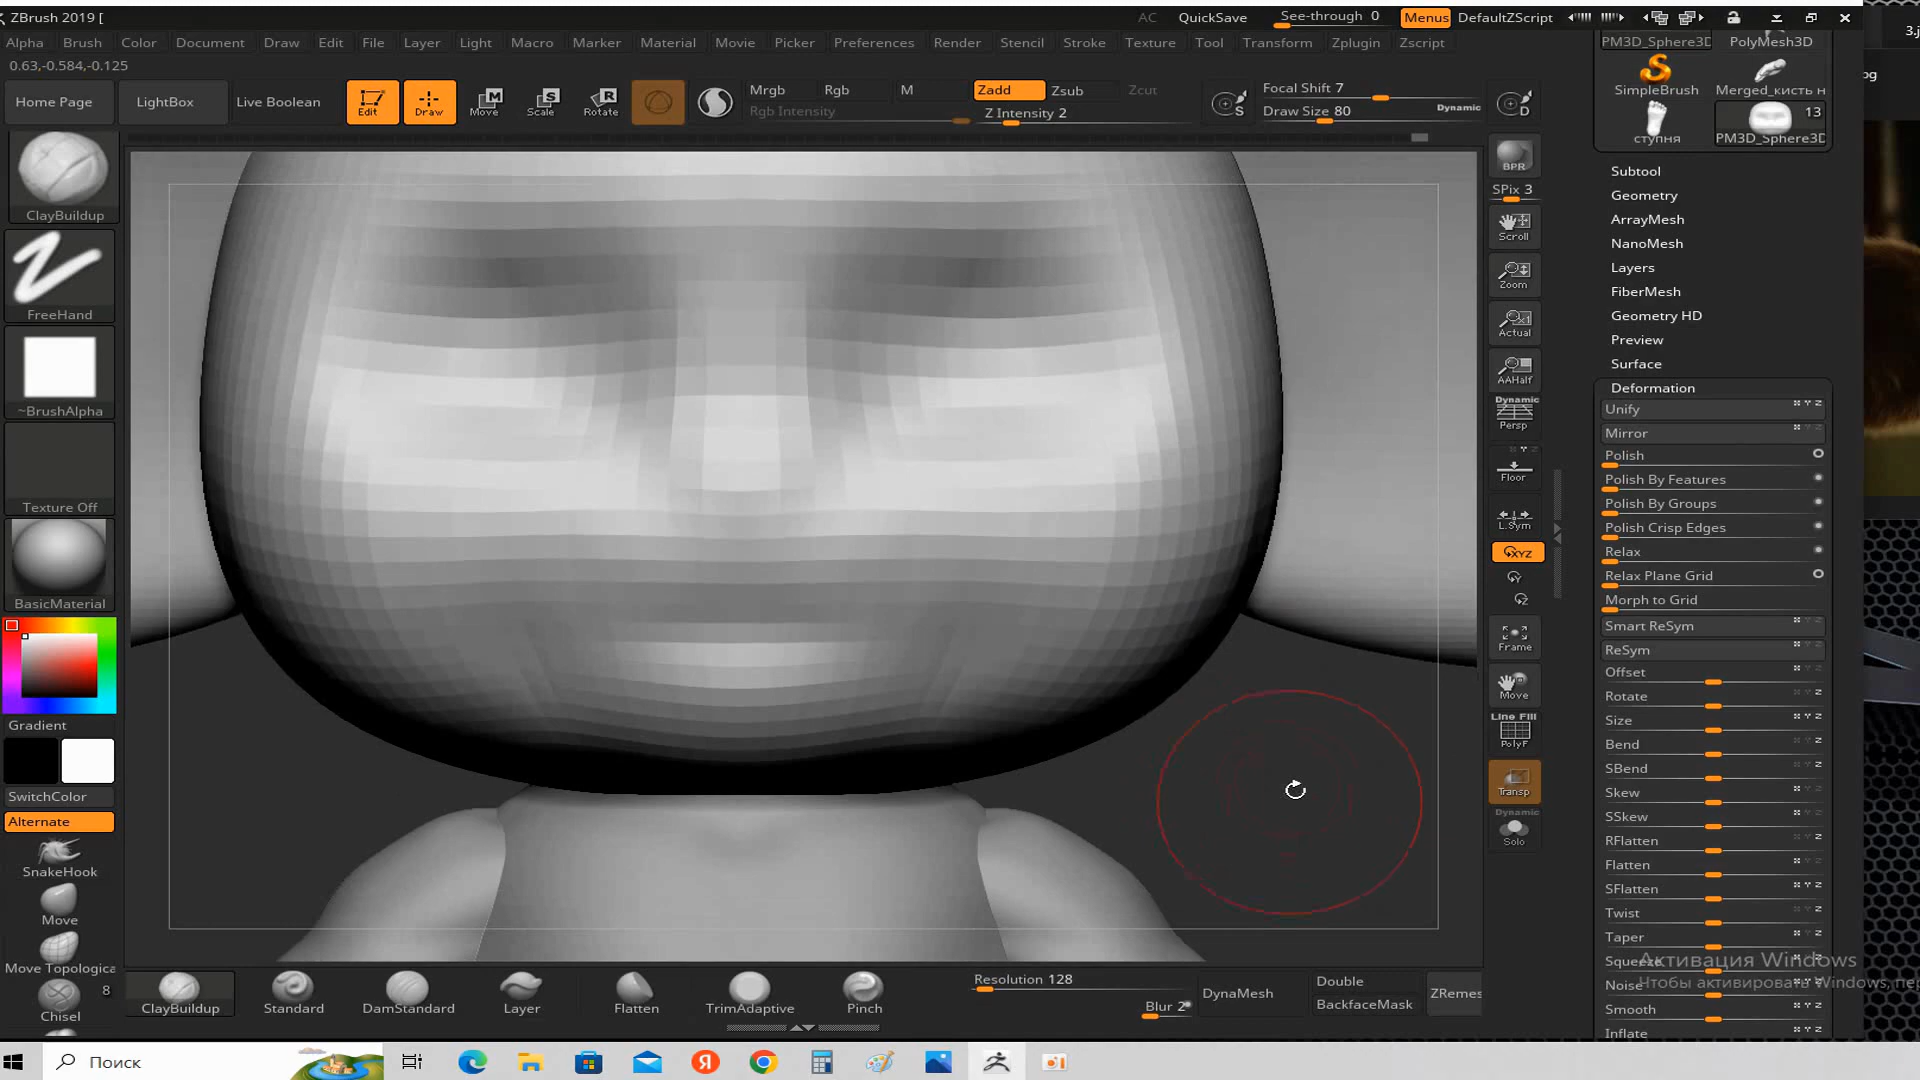 ZBrush 2019 [
AC QuickSave See-through 0 Menus DefaultZScript
Alpha Brush Color Document Draw Edit File Layer Light Macro Marker Material Movie Picker Preferences Render Stencil Stroke Texture Tool Transform Zplugin Zscript
0.63,-0.584,-0.125
Home Page LightBox Live Boolean Edit Draw Move Scale Rotate
Mrgb Rgb M Zadd Zsub Zcut
Rgb Intensity Z Intensity 2
Focal Shift 7
Draw Size 80 Dynamic
ClayBuildup
FreeHand
~BrushAlpha
Texture Off
BasicMaterial
Gradient
SwitchColor
Alternate
SnakeHook
Move
Move Topologica
8
Chisel
BPR
SPix 3
Scroll
Zoom
Actual
AAHalf
Dynamic
Persp
Floor
L.Sym
XYZ
Frame
Move
Line Fill
PolyF
Transp
Dynamic
Solo
PM3D_Sphere3D PolyMesh3D
SimpleBrush Merged_кисть н
13
ступня PM3D_Sphere3D
Subtool
Geometry
ArrayMesh
NanoMesh
Layers
FiberMesh
Geometry HD
Preview
Surface
Deformation
Unify
Mirror
Polish
Polish By Features
Polish By Groups
Polish Crisp Edges
Relax
Relax Plane Grid
Morph to Grid
Smart ReSym
ReSym
Offset
Rotate
Size
Bend
SBend
Skew
SSkew
RFlatten
Flatten
SFlatten
Twist
Taper
Squeeze
Noise
Smooth
Inflate
Активация Windows
Чтобы активировать Windows, пер
ClayBuildup Standard DamStandard Layer Flatten TrimAdaptive Pinch
Resolution 128
Blur 2
DynaMesh
Double
BackfaceMask
ZRemes
3.j
og
Поиск